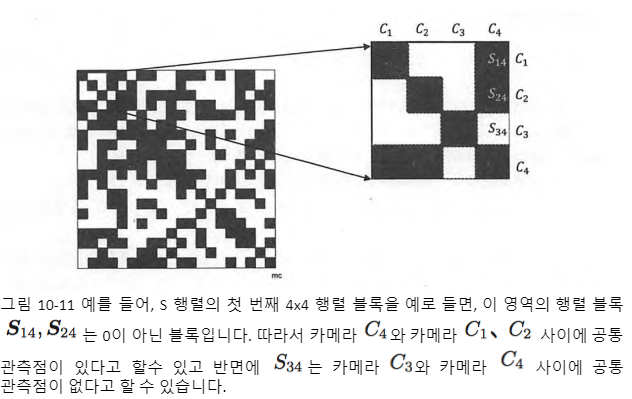 C₁ C₂ C₃ C₄
S₁₄ C₁
S₂₄ C₂
S₃₄ C₃
C₄
mc
그림 10-11 예를 들어, S 행렬의 첫 번째 4x4 행렬 블록을 예로 들면, 이 영역의 행렬 블록
S₁₄, S₂₄ 는 0이 아닌 블록입니다. 따라서 카메라 C₄와 카메라 C₁、C₂ 사이에 공통
관측점이 있다고 할수 있고 반면에 S₃₄는 카메라 C₃와 카메라 C₄ 사이에 공통
관측점이 없다고 할 수 있습니다.